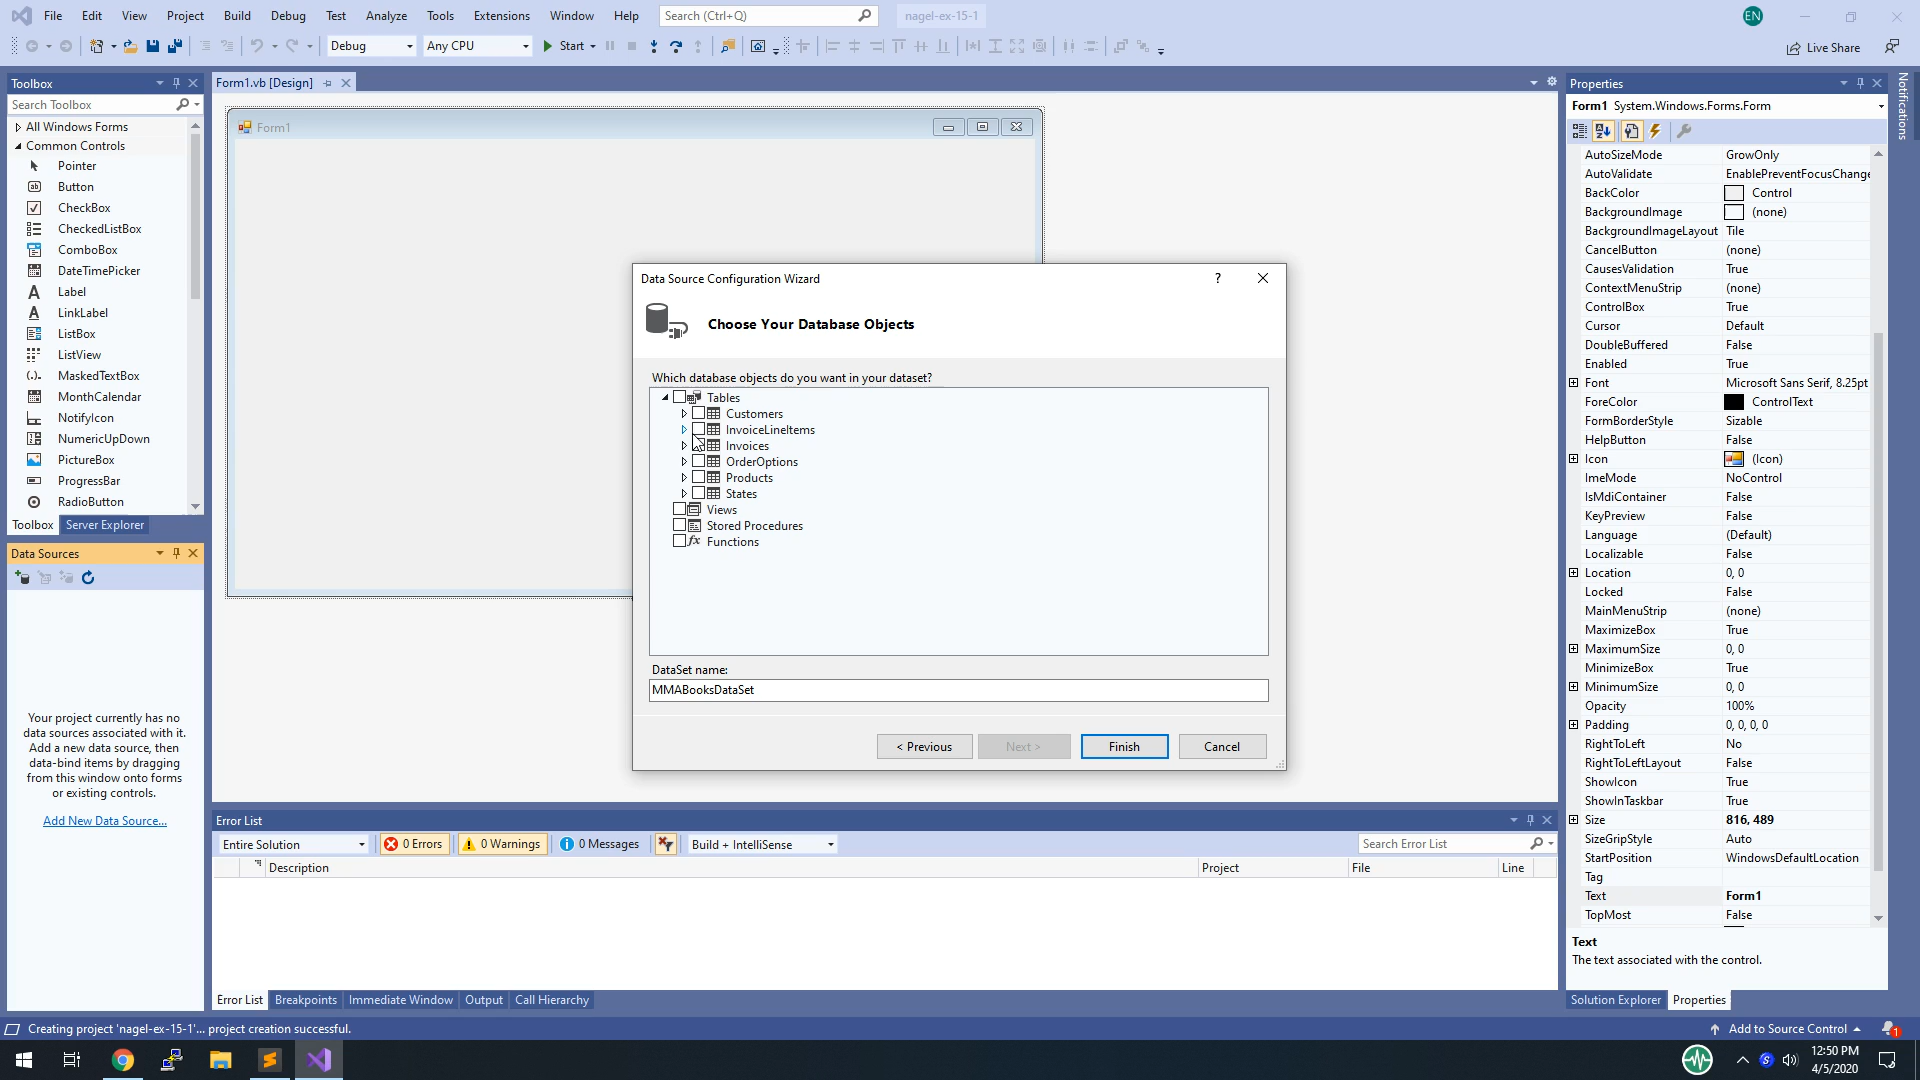 File Edit View Project Build Debug Test Analyze Tools Extensions Window Help Search (Ctrl+Q) nagel-ex-15-1 EN
Debug Any CPU Start Live Share
Toolbox
Search Toolbox
All Windows Forms
Common Controls
Pointer
Button
CheckBox
CheckedListBox
ComboBox
DateTimePicker
Label
LinkLabel
ListBox
ListView
MaskedTextBox
MonthCalendar
NotifyIcon
NumericUpDown
PictureBox
ProgressBar
RadioButton
Toolbox Server Explorer
Data Sources
Your project currently has no
data sources associated with it.
Add a new data source, then
data-bind items by dragging
from this window onto forms
or existing controls.
Add New Data Source...
Form1.vb [Design]
Form1
Data Source Configuration Wizard ?
Choose Your Database Objects
Which database objects do you want in your dataset?
Tables
Customers
InvoiceLineItems
Invoices
OrderOptions
Products
States
Views
Stored Procedures
fx Functions
DataSet name:
MMABooksDataSet
< Previous Next > Finish Cancel
Error List
Entire Solution 0 Errors 0 Warnings 0 Messages Build + IntelliSense Search Error List
Description Project File Line
Error List Breakpoints Immediate Window Output Call Hierarchy
Properties
Form1 System.Windows.Forms.Form
AutoSizeMode GrowOnly
AutoValidate EnablePreventFocusChange
BackColor Control
BackgroundImage (none)
BackgroundImageLayout Tile
CancelButton (none)
CausesValidation True
ContextMenuStrip (none)
ControlBox True
Cursor Default
DoubleBuffered False
Enabled True
Font Microsoft Sans Serif, 8.25pt
ForeColor ControlText
FormBorderStyle Sizable
HelpButton False
Icon (Icon)
ImeMode NoControl
IsMdiContainer False
KeyPreview False
Language (Default)
Localizable False
Location 0, 0
Locked False
MainMenuStrip (none)
MaximizeBox True
MaximumSize 0, 0
MinimizeBox True
MinimumSize 0, 0
Opacity 100%
Padding 0, 0, 0, 0
RightToLeft No
RightToLeftLayout False
ShowIcon True
ShowInTaskbar True
Size 816, 489
SizeGripStyle Auto
StartPosition WindowsDefaultLocation
Tag
Text Form1
TopMost False
Text
The text associated with the control.
Solution Explorer Properties
Notifications
Creating project 'nagel-ex-15-1'... project creation successful. Add to Source Control 1
12:50 PM
4/5/2020